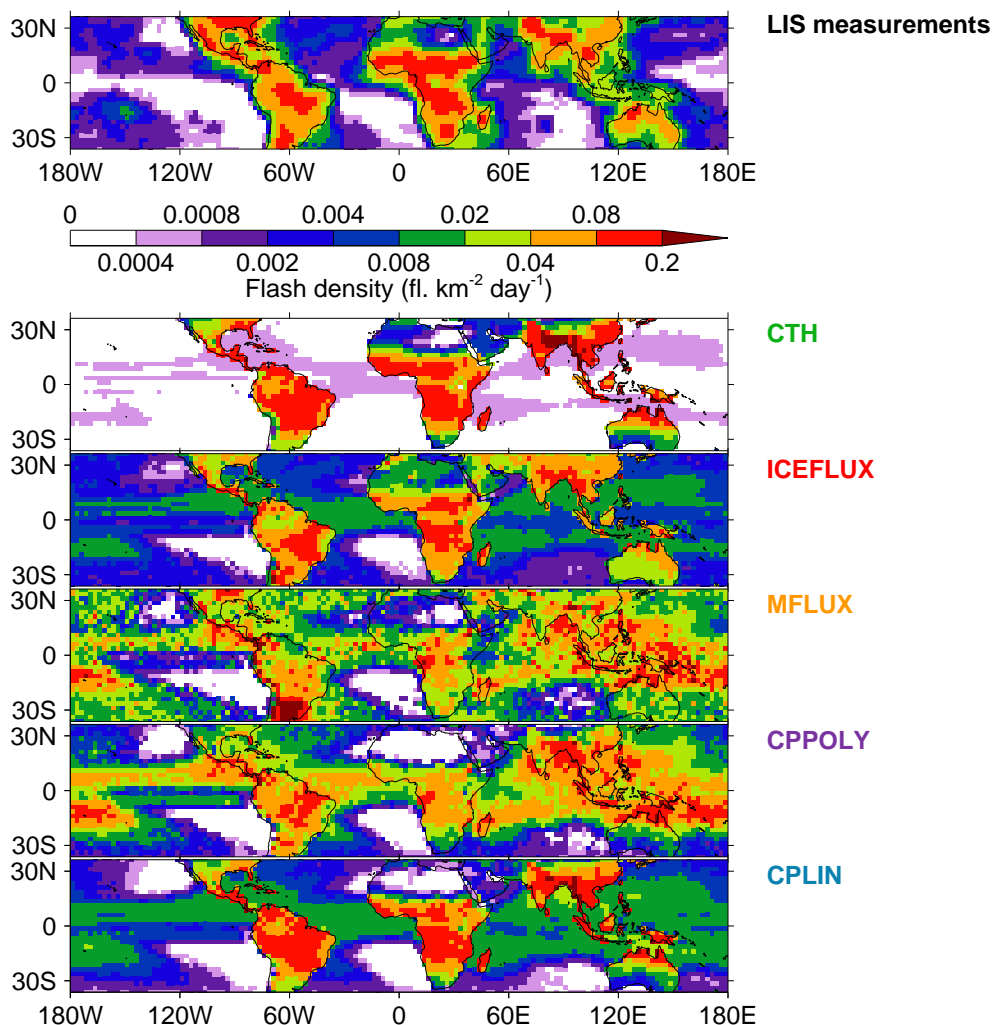 LIS measurements
30N
0
30S
180W 120W 60W 0 60E 120E 180E
0 0.0008 0.004 0.02 0.08
0.0004 0.002 0.008 0.04 0.2
Flash density (fl. km⁻² day⁻¹)
CTH
30N
0
30S
ICEFLUX
30N
0
30S
MFLUX
30N
0
30S
CPPOLY
30N
0
30S
CPLIN
30N
0
30S
180W 120W 60W 0 60E 120E 180E